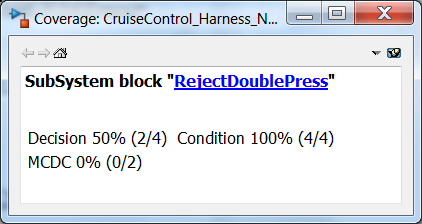 Coverage: CruiseControl_Harness_N...
SubSystem block "RejectDoublePress"
Decision 50% (2/4)  Condition 100% (4/4)
MCDC 0% (0/2)